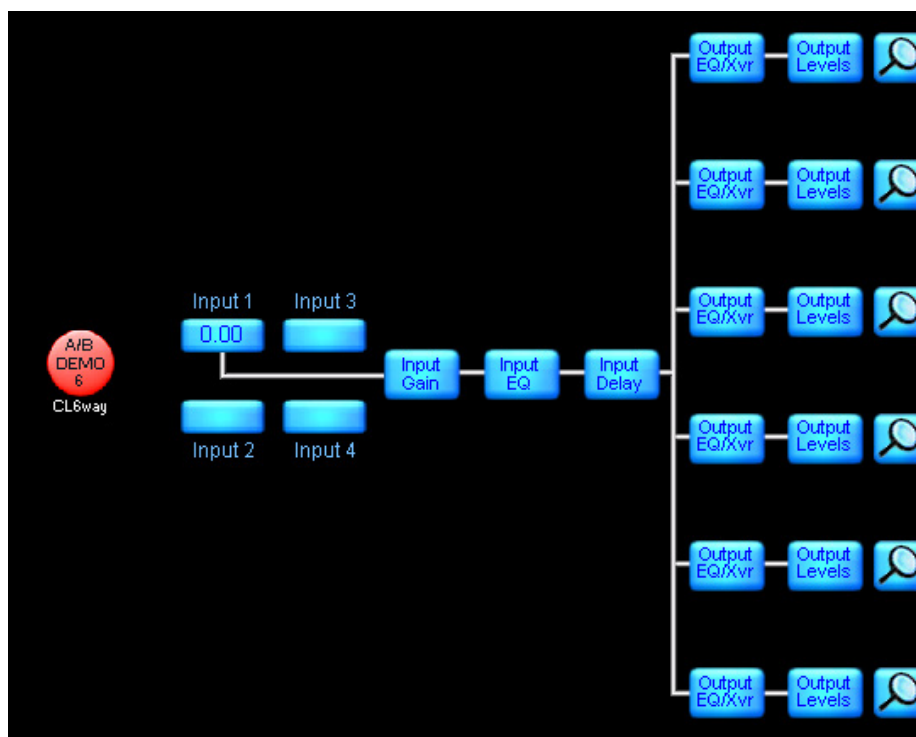 Output
EQ/Xvr
Output
Levels
Output
EQ/Xvr
Output
Levels
Input 1
Input 3
0.00
Output
EQ/Xvr
Output
Levels
A/B
DEMO
6
CL6way
Input
Gain
Input
EQ
Input
Delay
Input 2
Input 4
Output
EQ/Xvr
Output
Levels
Output
EQ/Xvr
Output
Levels
Output
EQ/Xvr
Output
Levels